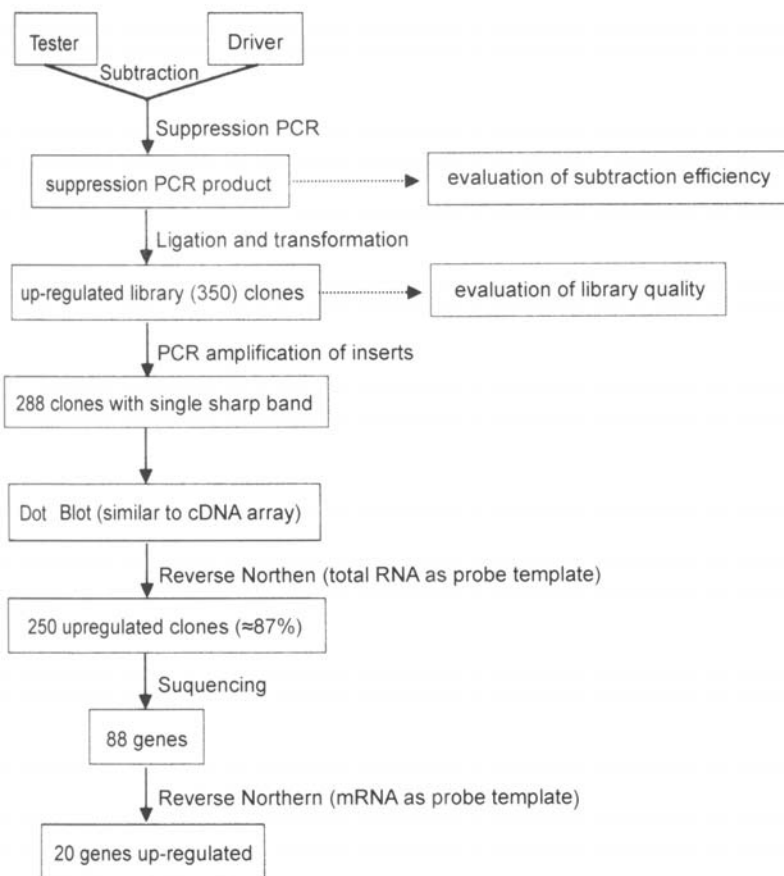 Tester
Driver
Subtraction
Suppression PCR
suppression PCR product
evaluation of subtraction efficiency
Ligation and transformation
up-regulated library (350) clones
evaluation of library quality
PCR amplification of inserts
288 clones with single sharp band
Dot Blot (similar to cDNA array)
Reverse Northen (total RNA as probe template)
250 upregulated clones (≈87%)
Suquencing
88 genes
Reverse Northern (mRNA as probe template)
20 genes up-regulated